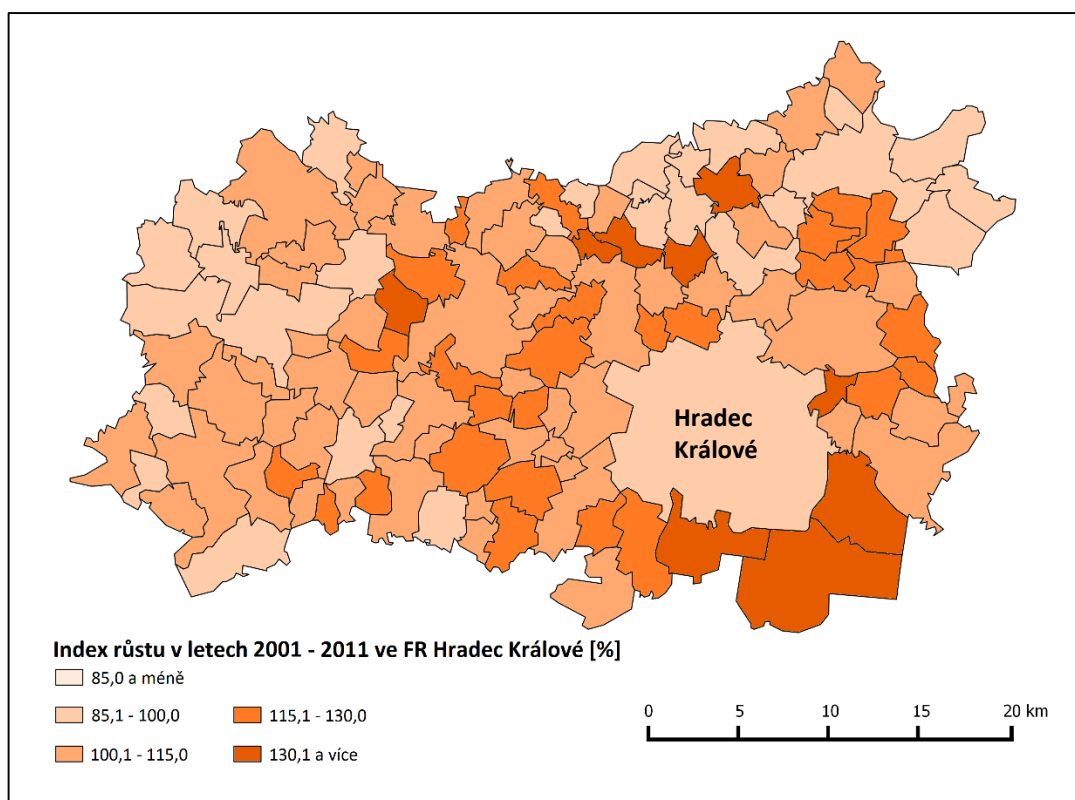 Hradec
Králové
Index růstu v letech 2001 - 2011 ve FR Hradec Králové [%]
85,0 a méně
85,1 - 100,0
115,1 - 130,0
100,1 - 115,0
130,1 a více
0
5
10
15
20 km